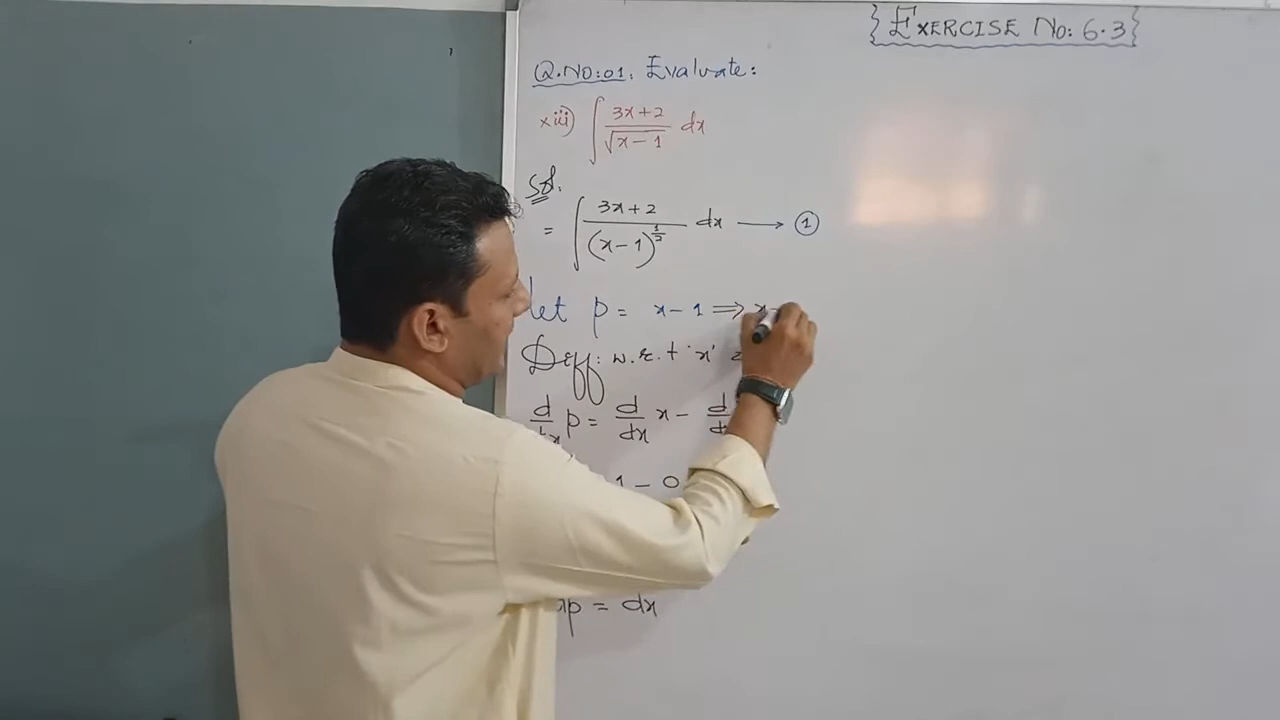 {Exercise No: 6.3}
Q.No:01. Evaluate:
xiii) ∫ (3x+2)/√(x-1) dx
Sol.
= ∫ (3x+2)/(x-1)^(1/2) dx ⟶ ①
Let p = x-1 ⟹ x
Deff: w.r.t 'x'
d/dx p = d/dx x - d
1 - 0
dp = dx